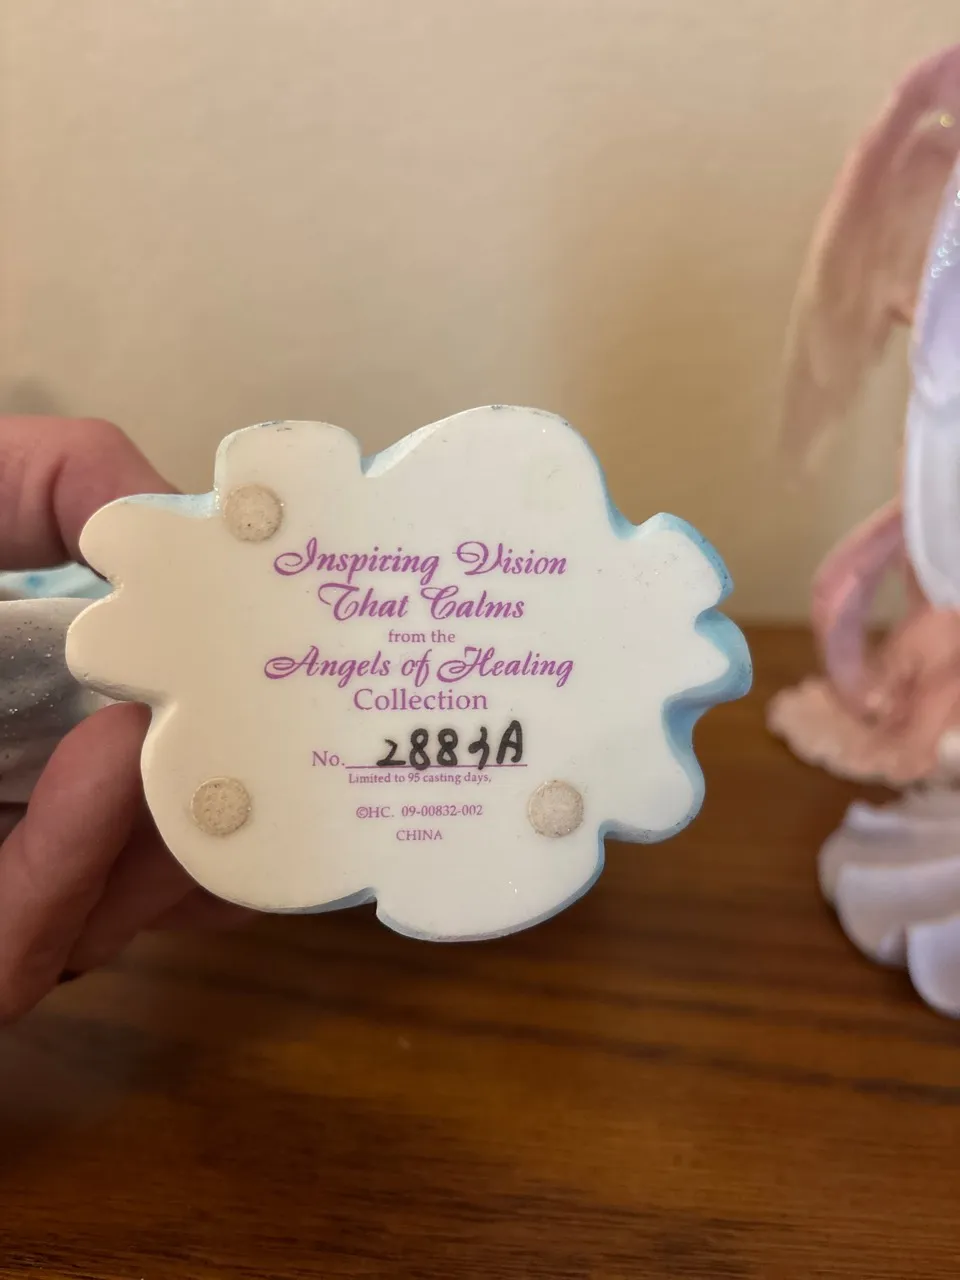 Inspiring Vision
That Calms
from the
Angels of Healing
Collection
No. 2883A
Limited to 95 casting days,
©HC. 09-00832-002
CHINA